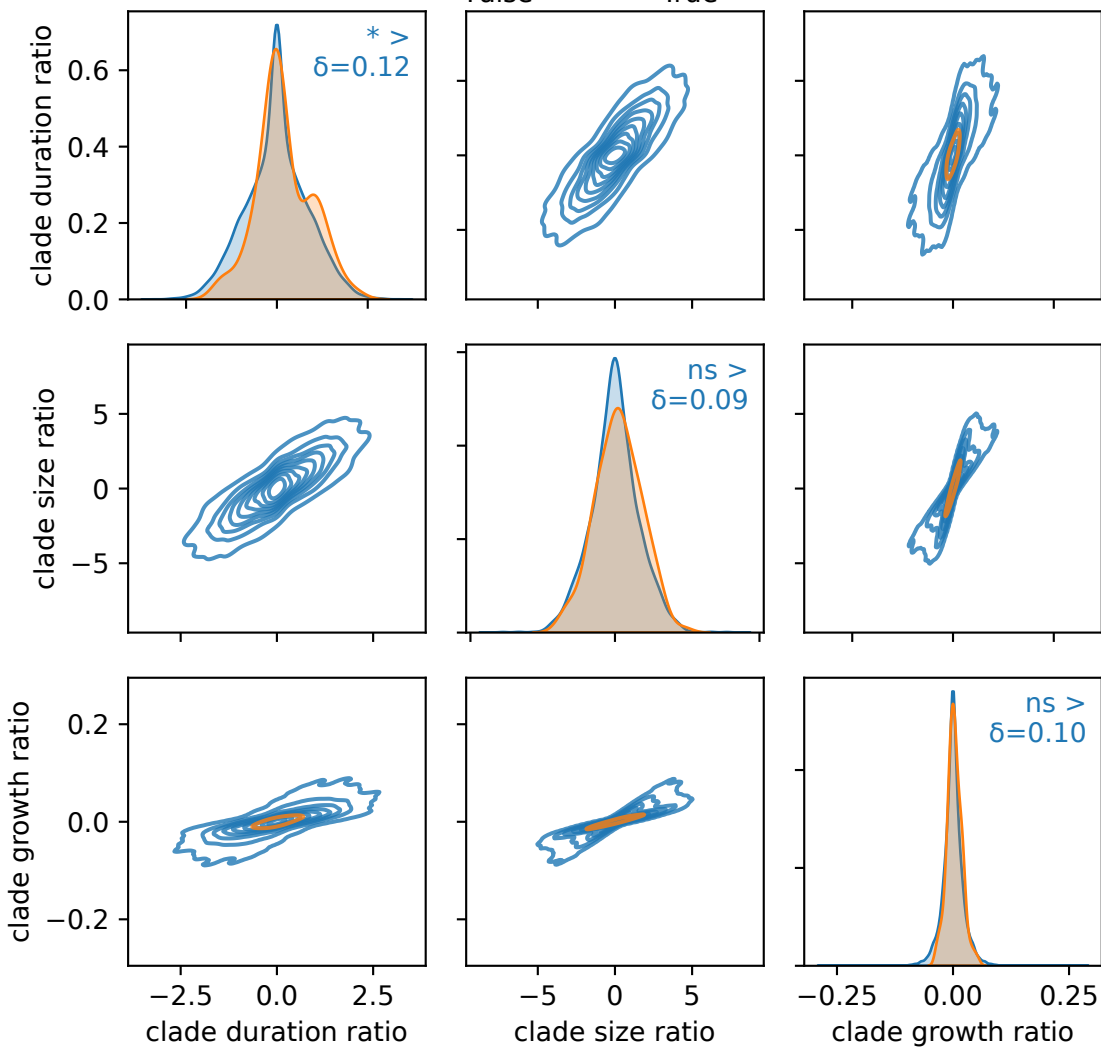 * >
δ=0.12
clade duration ratio
0.6
0.4
0.2
0.0
ns >
δ=0.09
clade size ratio
5
0
−5
ns >
δ=0.10
clade growth ratio
0.2
0.0
−0.2
−2.5 0.0 2.5 −5 0 5 −0.25 0.00 0.25
clade duration ratio clade size ratio clade growth ratio